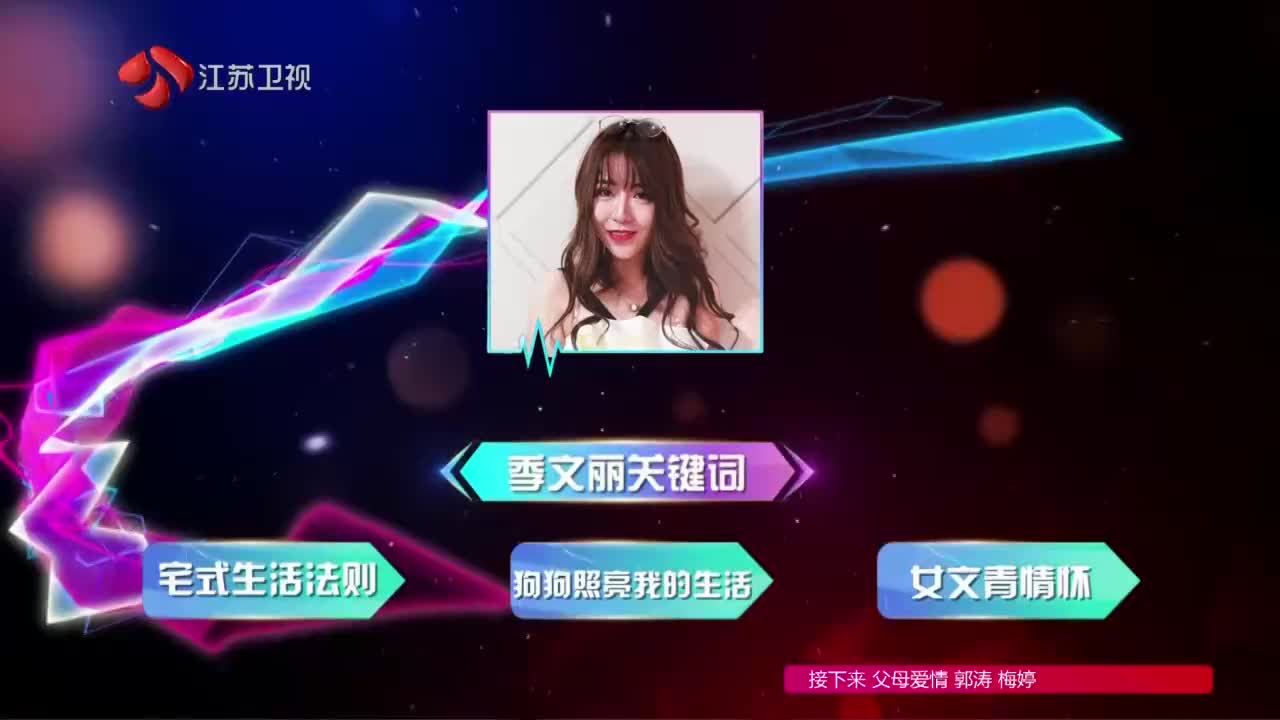 江苏卫视
季文丽关键词
宅式生活法则
狗狗照亮我的生活
女文青情怀
接下来 父母爱情 郭涛 梅婷